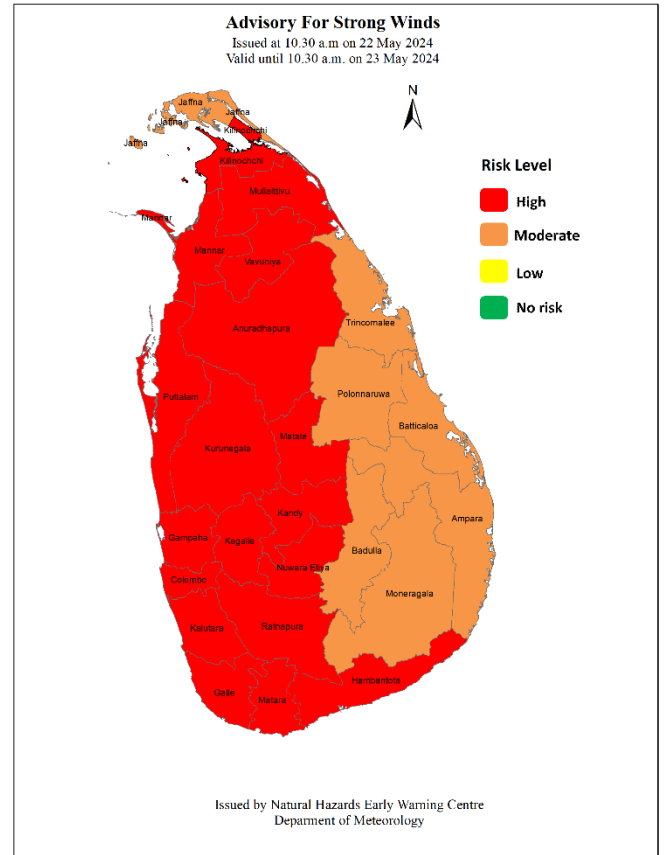 Advisory For Strong Winds
Issued at 10.30 a.m on 22 May 2024
Valid until 10.30 a.m. on 23 May 2024
N
Jaffna
Jaffna
Jaffna
Jaffna
Kilinochchi
Kilinochchi
Mullaitivu
Mannar
Mannar
Vavuniya
Anuradhapura
Trincomalee
Polonnaruwa
Puttalam
Batticaloa
Kurunegala
Matale
Kandy
Ampara
Gampaha
Kegalle
Badulla
Nuwara Eliya
Colombo
Moneragala
Kalutara
Ratnapura
Hambantota
Galle
Matara
Risk Level
High
Moderate
Low
No risk
Issued by Natural Hazards Early Warning Centre
Deparment of Meteorology